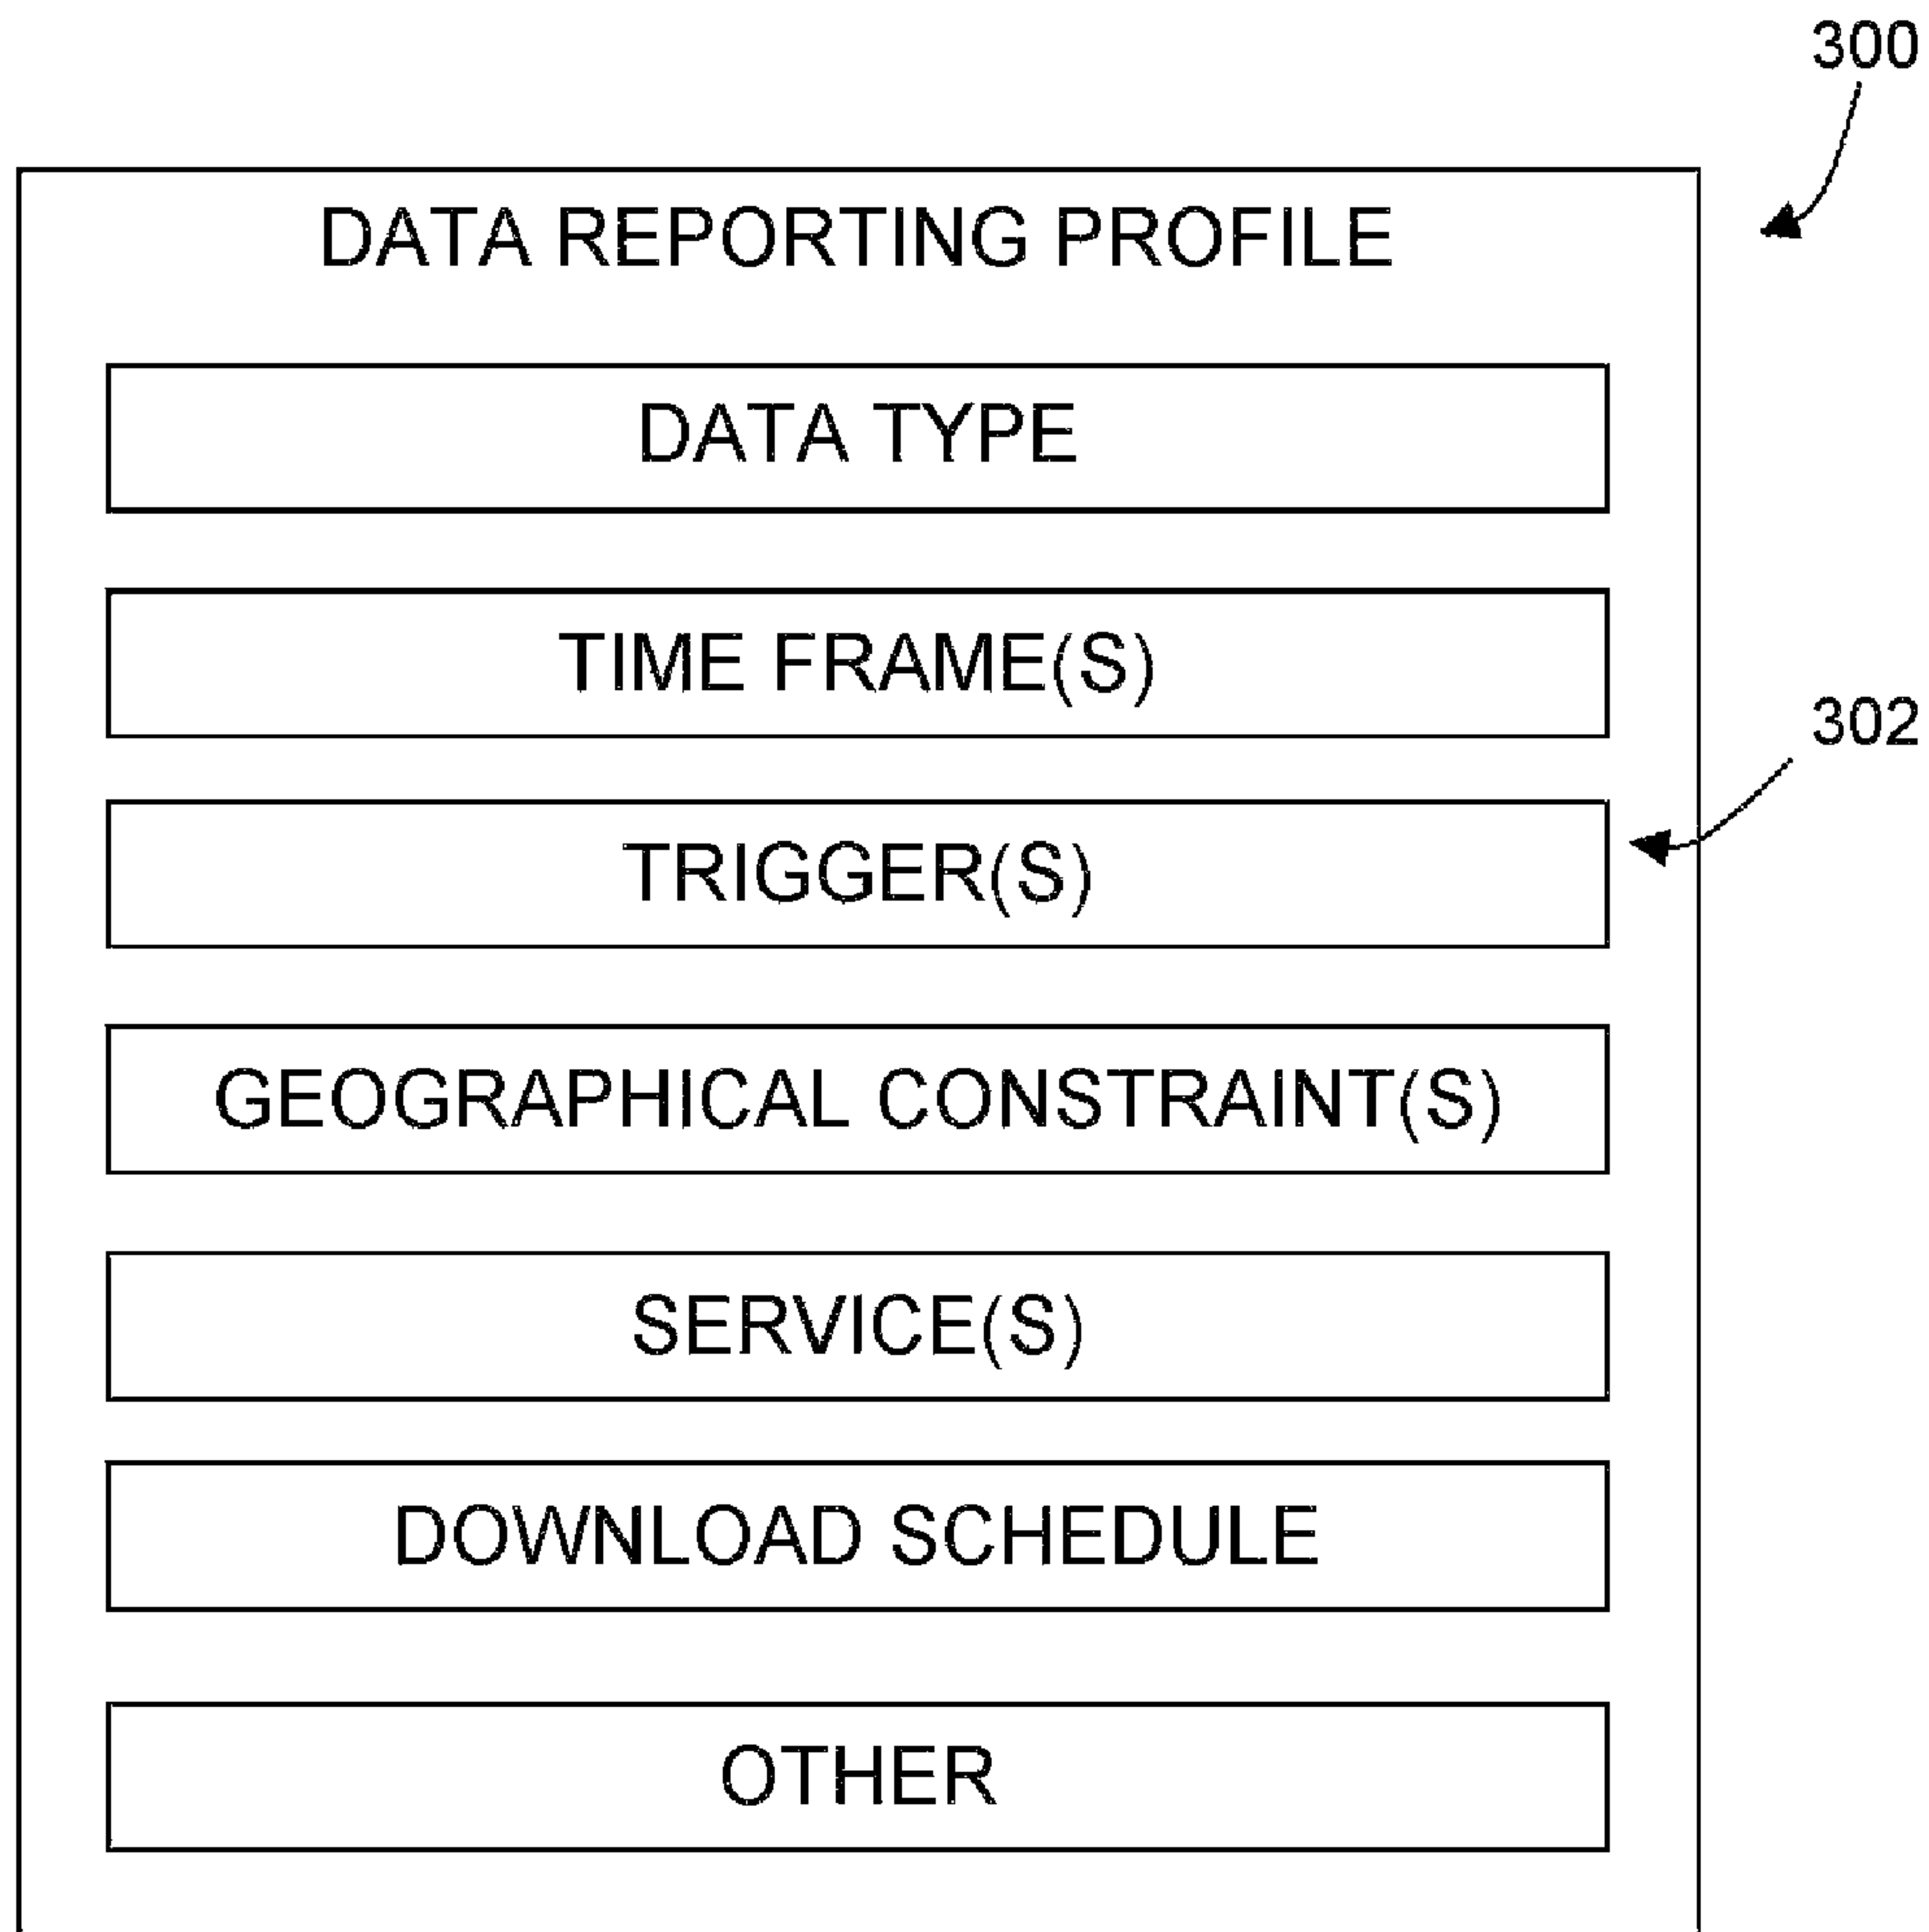 300
DATA REPORTING PROFILE
DATA TYPE
TIME FRAME(S)
302
TRIGGER(S)
GEOGRAPHICAL CONSTRAINT(S)
SERVICE(S)
DOWNLOAD SCHEDULE
OTHER